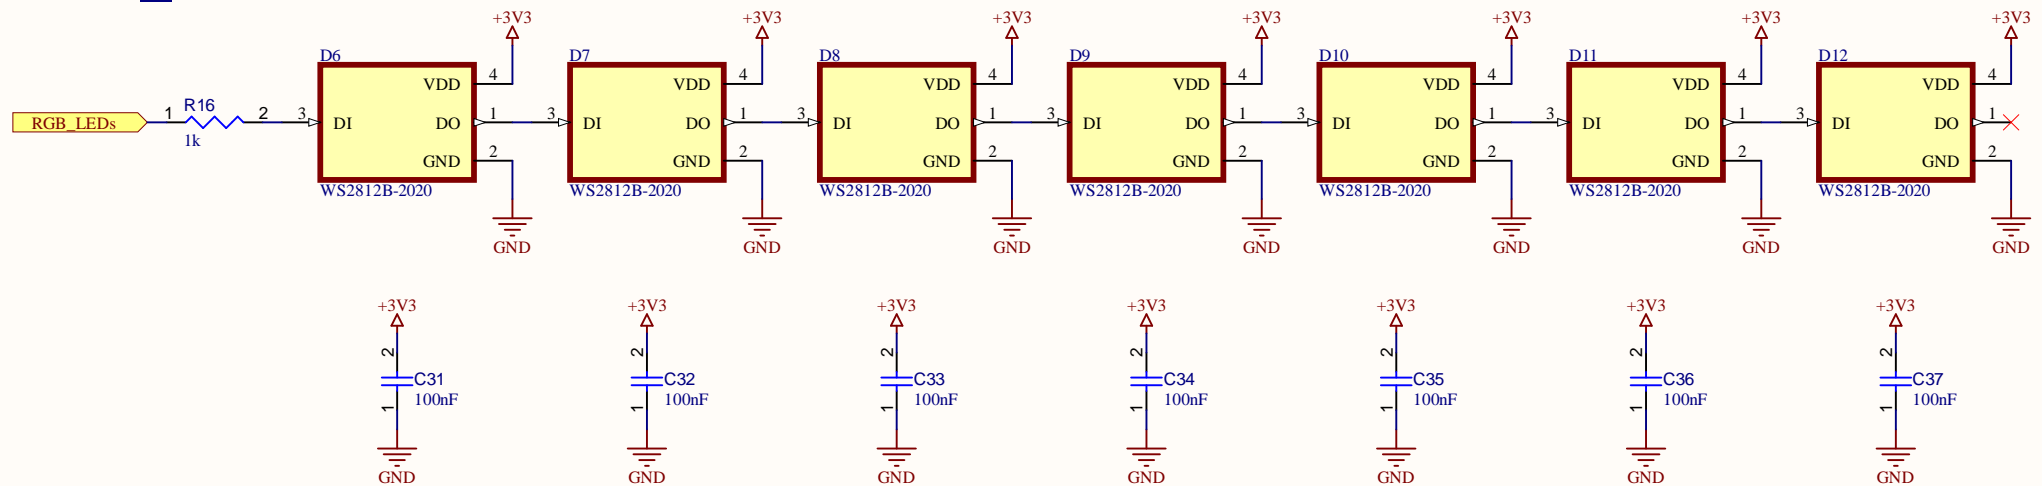 +3V3 +3V3 +3V3 +3V3 +3V3 +3V3 +3V3
D6 D7 D8 D9 D10 D11 D12
VDD 4 VDD 4 VDD 4 VDD 4 VDD 4 VDD 4 VDD 4
RGB_LEDs 1 R16 2 3 DI DO 1 3 DI DO 1 3 DI DO 1 3 DI DO 1 3 DI DO 1 3 DI DO 1 3 DI DO 1
1k
GND 2 GND 2 GND 2 GND 2 GND 2 GND 2 GND 2
WS2812B-2020 WS2812B-2020 WS2812B-2020 WS2812B-2020 WS2812B-2020 WS2812B-2020 WS2812B-2020
GND GND GND GND GND GND GND
+3V3 +3V3 +3V3 +3V3 +3V3 +3V3 +3V3
2 2 2 2 2 2 2
C31 C32 C33 C34 C35 C36 C37
100nF 100nF 100nF 100nF 100nF 100nF 100nF
1 1 1 1 1 1 1
GND GND GND GND GND GND GND